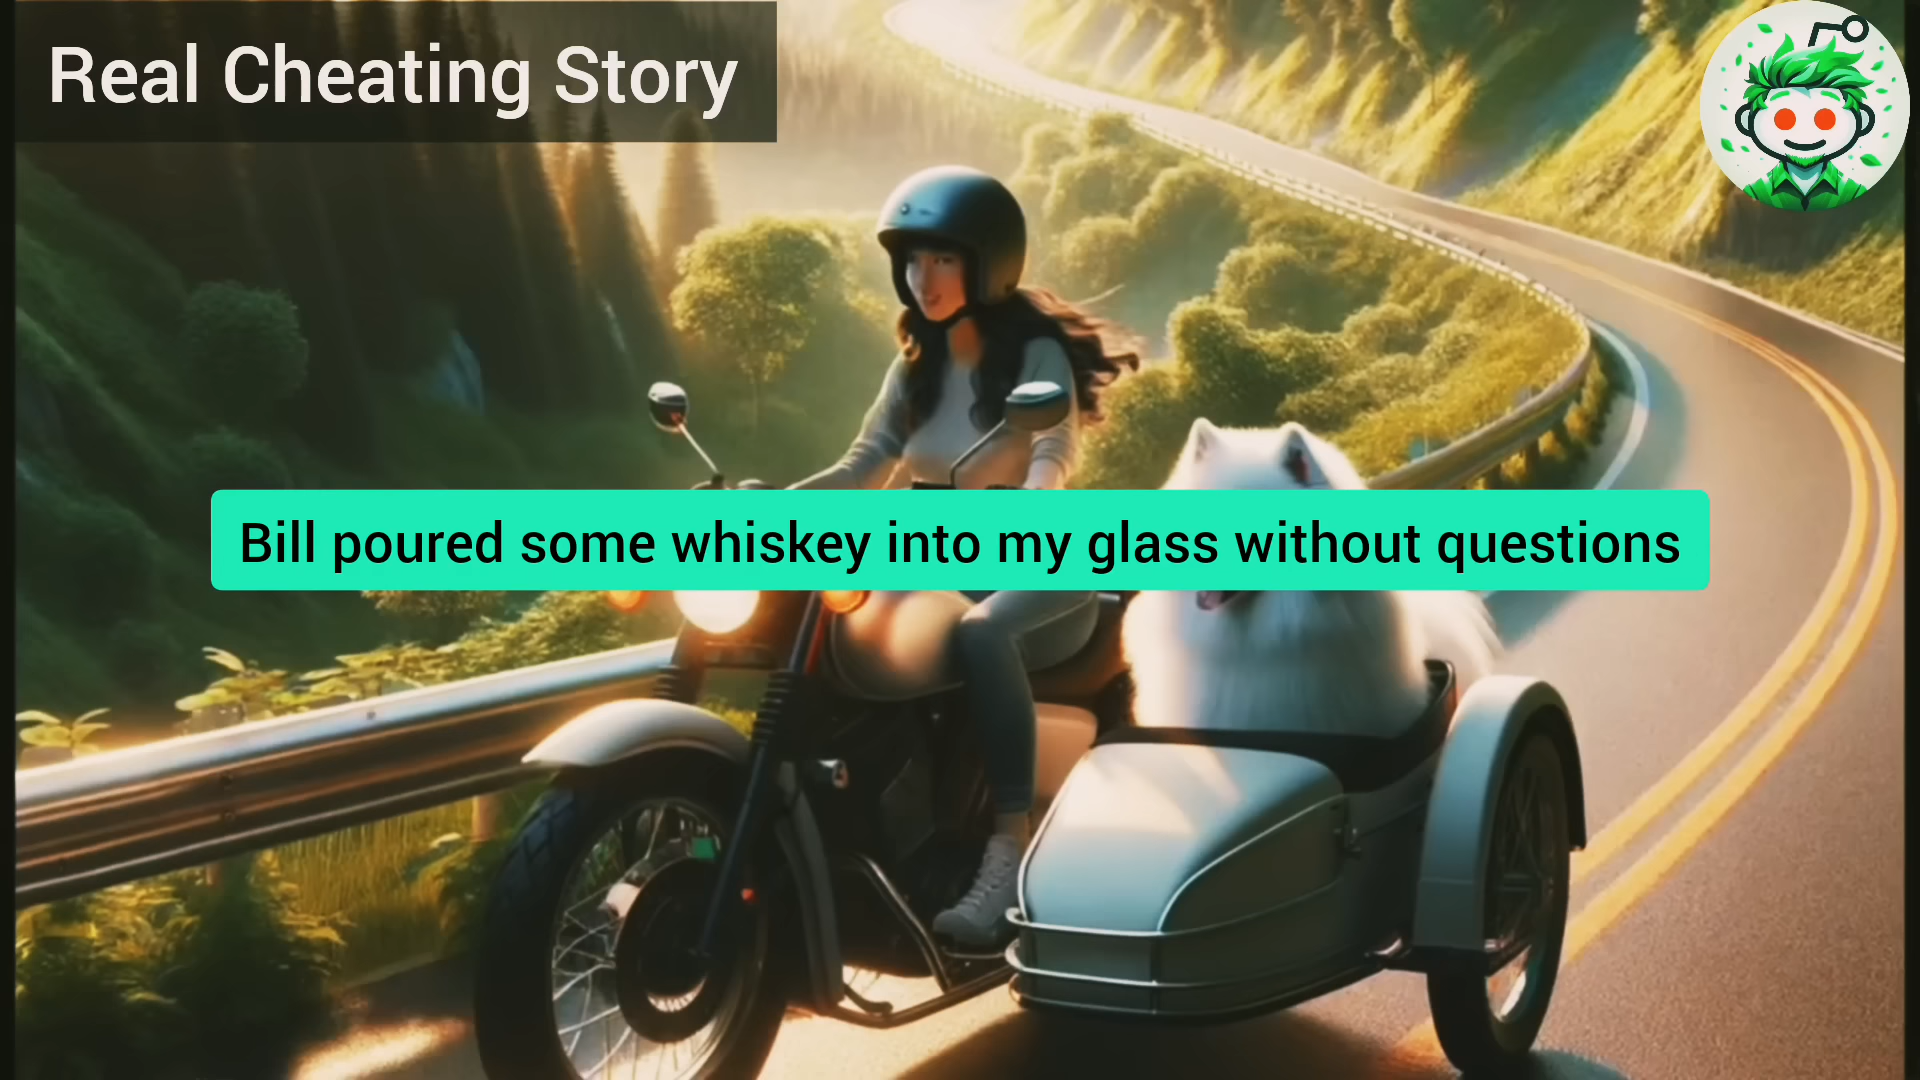 Real Cheating Story
Bill poured some whiskey into my glass without questions